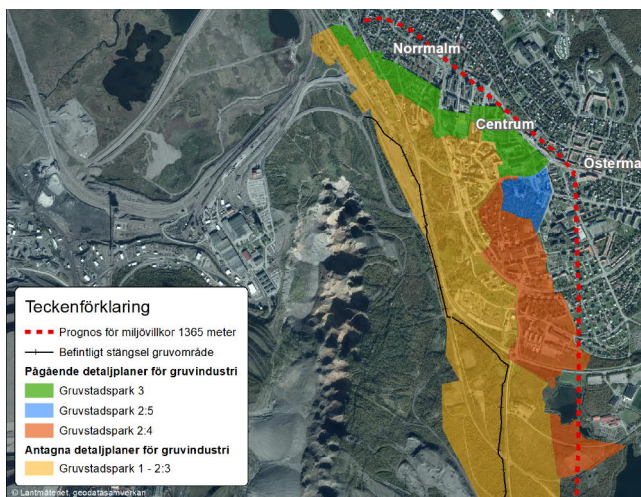 Norrmalm
Centrum
Österma
Teckenförklaring
Prognos för miljövillkor 1365 meter
Befintligt stängsel gruvområde
Pågående detaljplaner för gruvindustri
Gruvstadspark 3
Gruvstadspark 2:5
Gruvstadspark 2:4
Antagna detaljplaner för gruvindustri
Gruvstadspark 1 - 2:3
© Lantmäteriet, geodatasamverkan